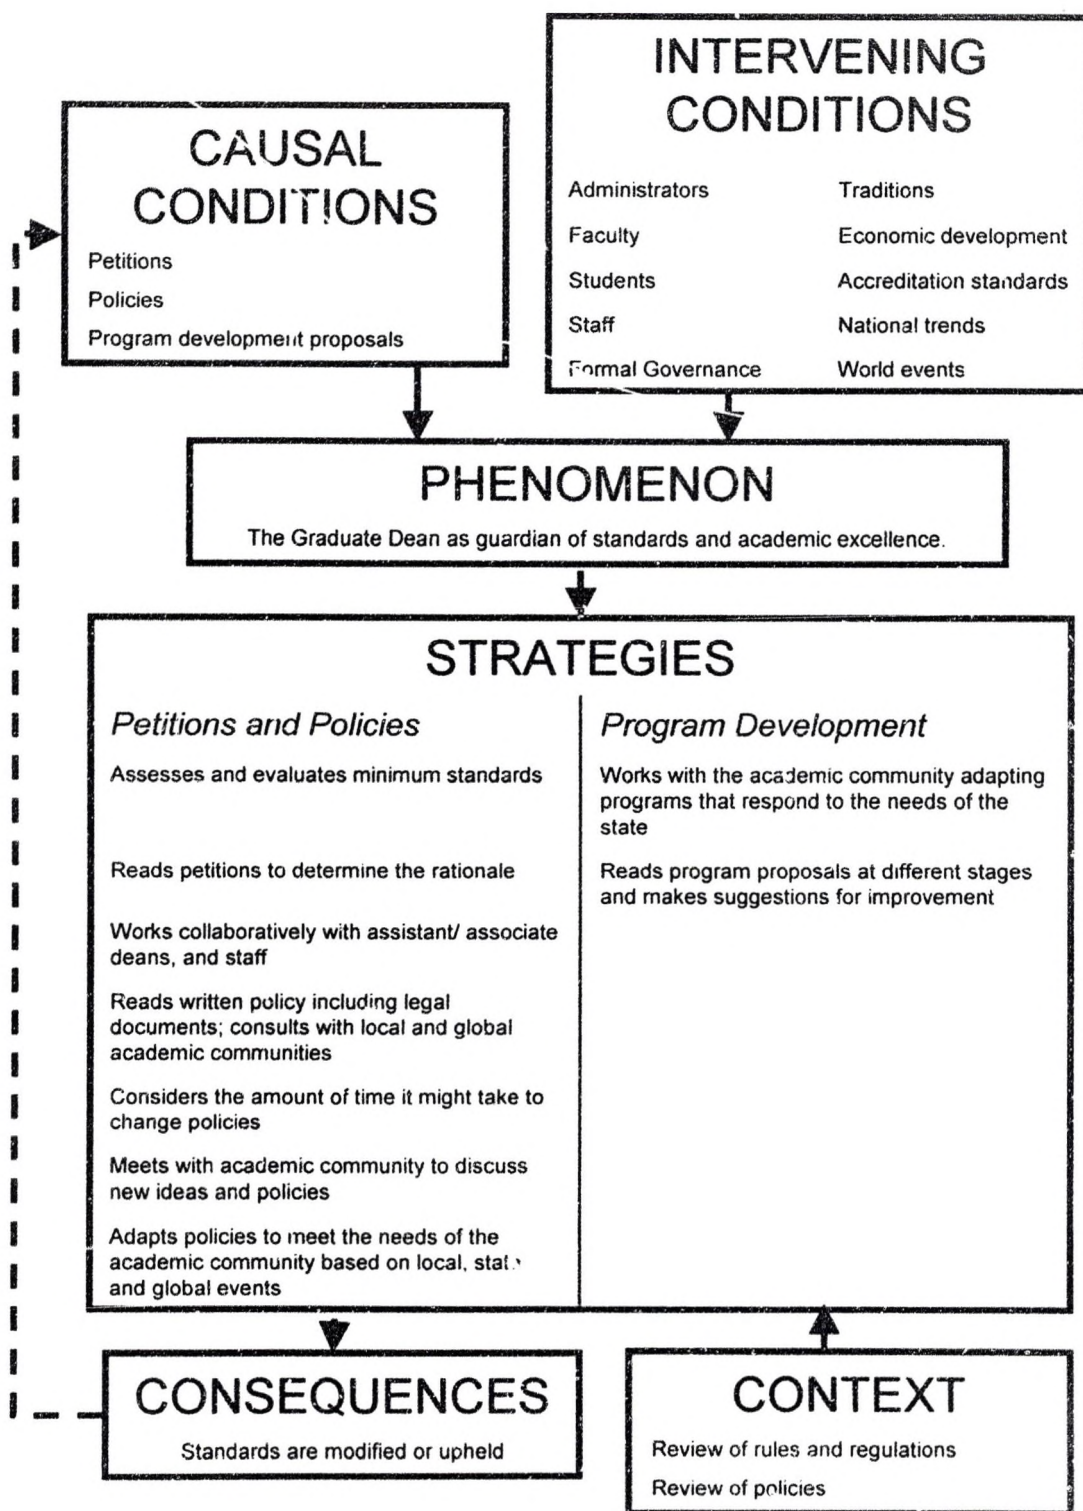 CAUSAL
CONDITIONS
Petitions
Policies
Program development proposals
INTERVENING
CONDITIONS
Administrators
Faculty
Students
Staff
Formal Governance
Traditions
Economic development
Accreditation standards
National trends
World events
PHENOMENON
The Graduate Dean as guardian of standards and academic excellence.
STRATEGIES
Petitions and Policies
Assesses and evaluates minimum standards
Reads petitions to determine the rationale
Works collaboratively with assistant/ associate
deans, and staff
Reads written policy including legal
documents; consults with local and global
academic communities
Considers the amount of time it might take to
change policies
Meets with academic community to discuss
new ideas and policies
Adapts policies to meet the needs of the
academic community based on local, state
and global events
Program Development
Works with the academic community adapting
programs that respond to the needs of the
state
Reads program proposals at different stages
and makes suggestions for improvement
CONSEQUENCES
Standards are modified or upheld
CONTEXT
Review of rules and regulations
Review of policies